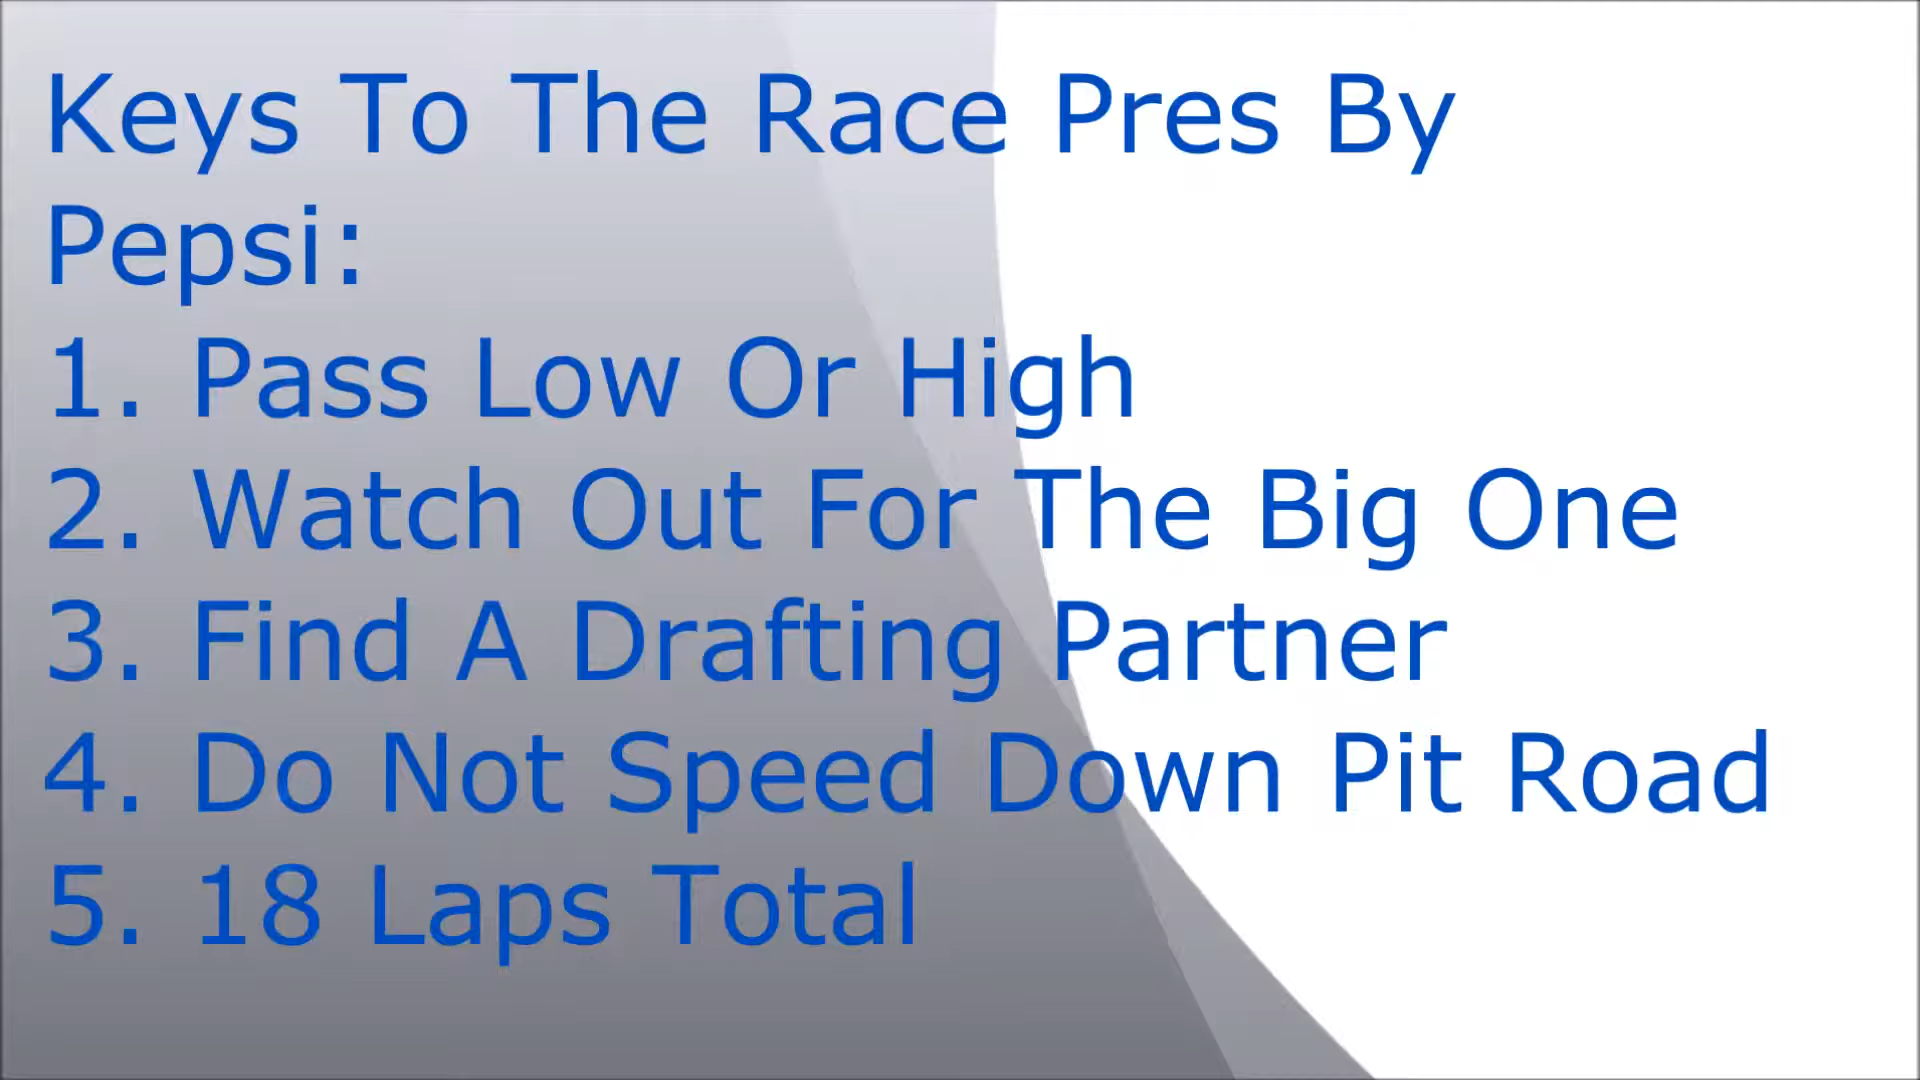 Keys To The Race Pres By
Pepsi:
1. Pass Low Or High
2. Watch Out For The Big One
3. Find A Drafting Partner
4. Do Not Speed Down Pit Road
5. 18 Laps Total